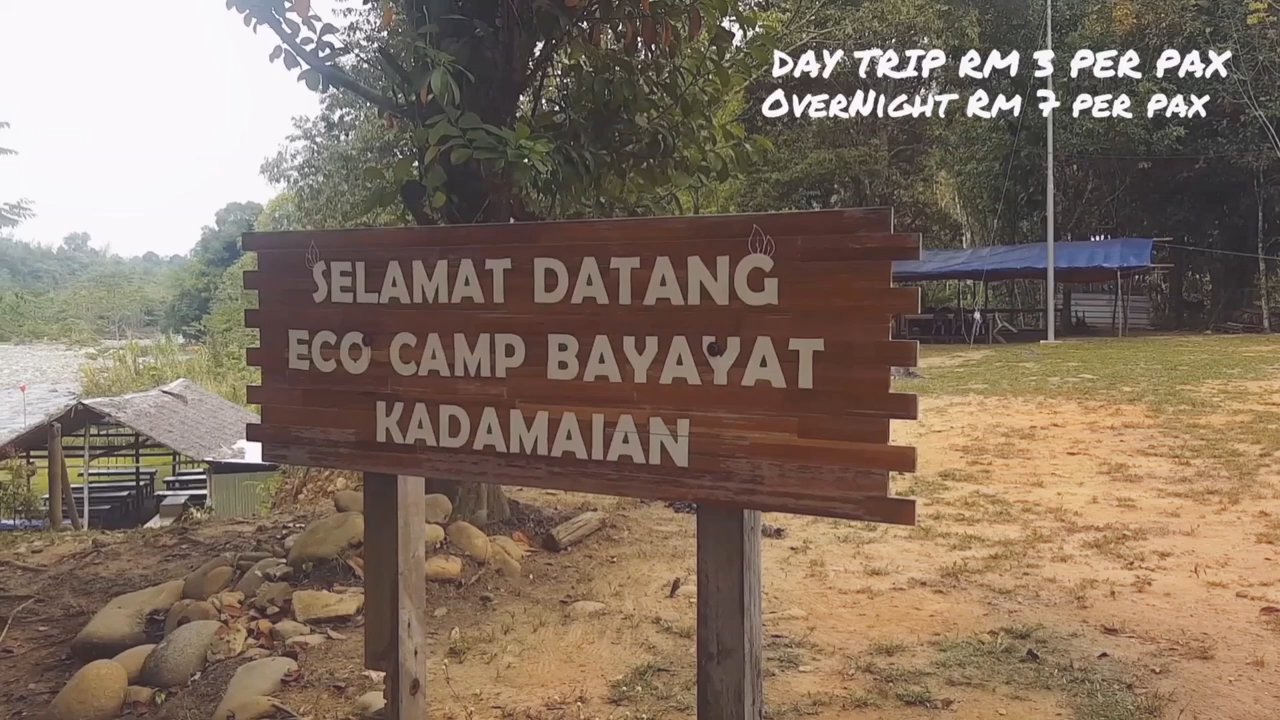 DAY TRIP RM 3 PER PAX
OVERNIGHT RM 7 PER PAX
SELAMAT DATANG
ECO CAMP BAYAYAT
KADAMAIAN